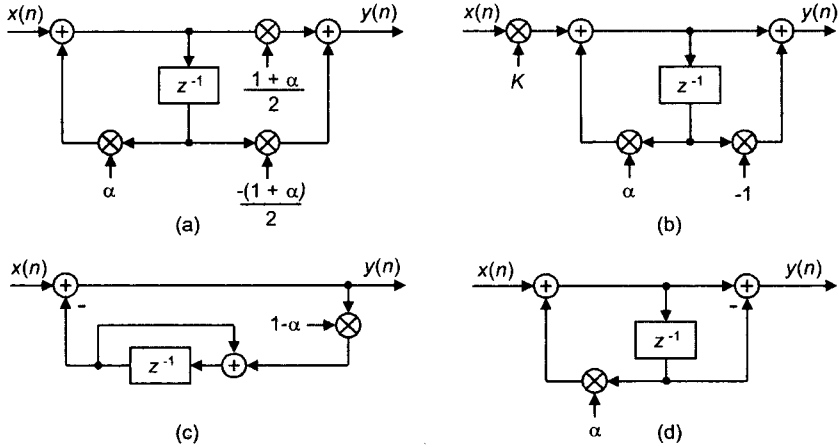 x(n) y(n)
1 + α
2
z⁻¹
α
-(1 + α)
2
(a)
x(n) y(n)
K
z⁻¹
α
-1
(b)
x(n) y(n)
-
1-α
z⁻¹
(c)
x(n) y(n)
-
z⁻¹
α
(d)